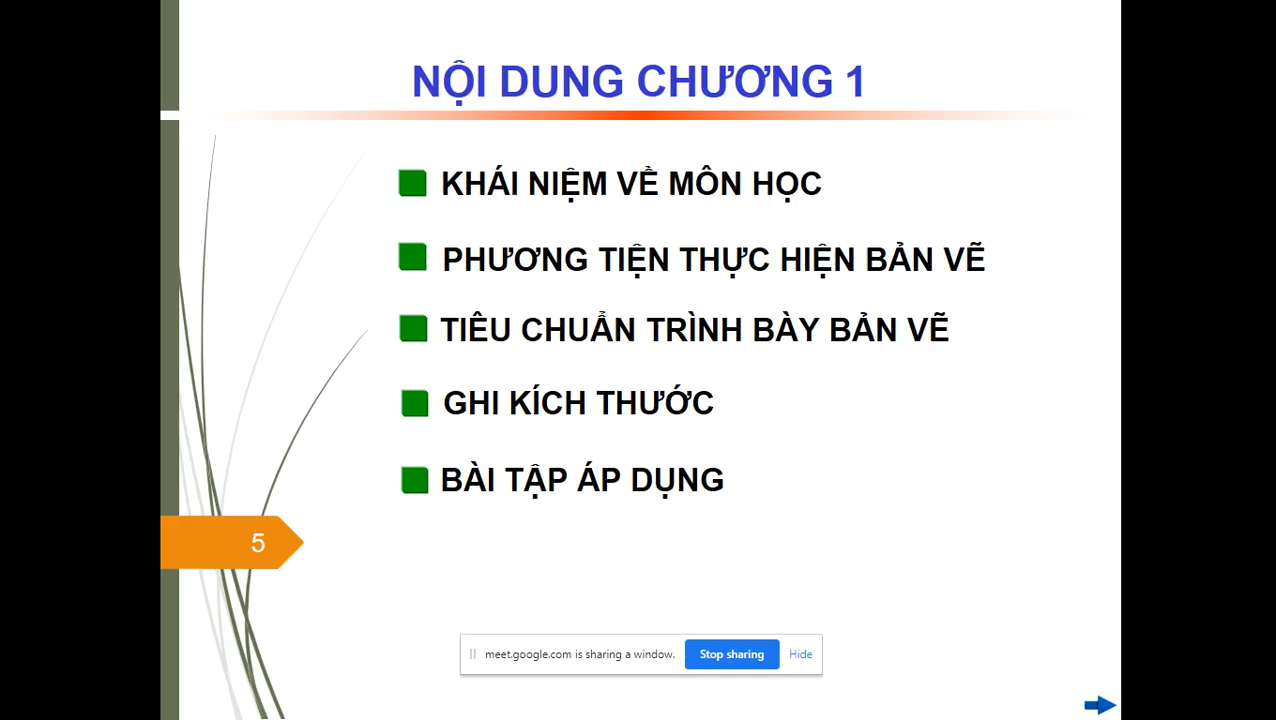 NỘI DUNG CHƯƠNG 1
KHÁI NIỆM VỀ MÔN HỌC
PHƯƠNG TIỆN THỰC HIỆN BẢN VẼ
TIÊU CHUẨN TRÌNH BÀY BẢN VẼ
GHI KÍCH THƯỚC
BÀI TẬP ÁP DỤNG
5
meet.google.com is sharing a window. Stop sharing Hide